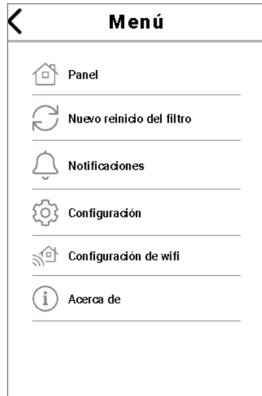 Menú
Panel
Nuevo reinicio del filtro
Notificaciones
Configuración
Configuración de wifi
Acerca de